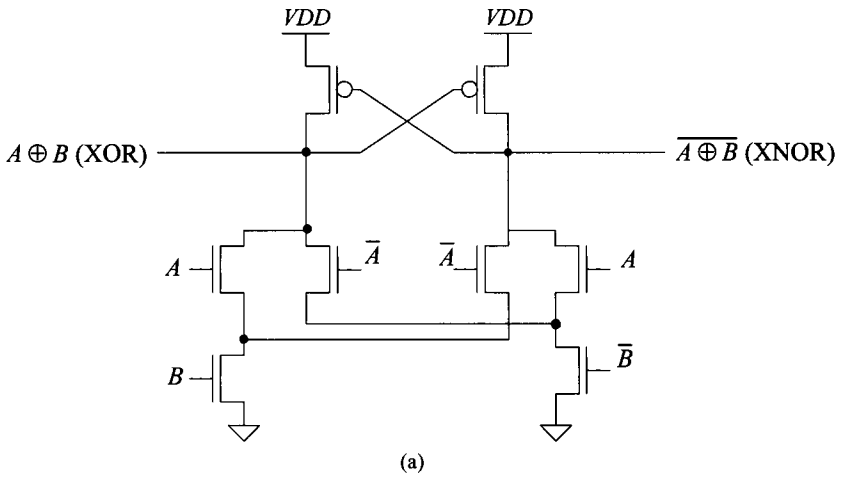 VDD VDD
A ⊕ B (XOR) A̅ ̅⊕̅ ̅B̅ (XNOR)
A A̅ A̅ A
B B̅
(a)